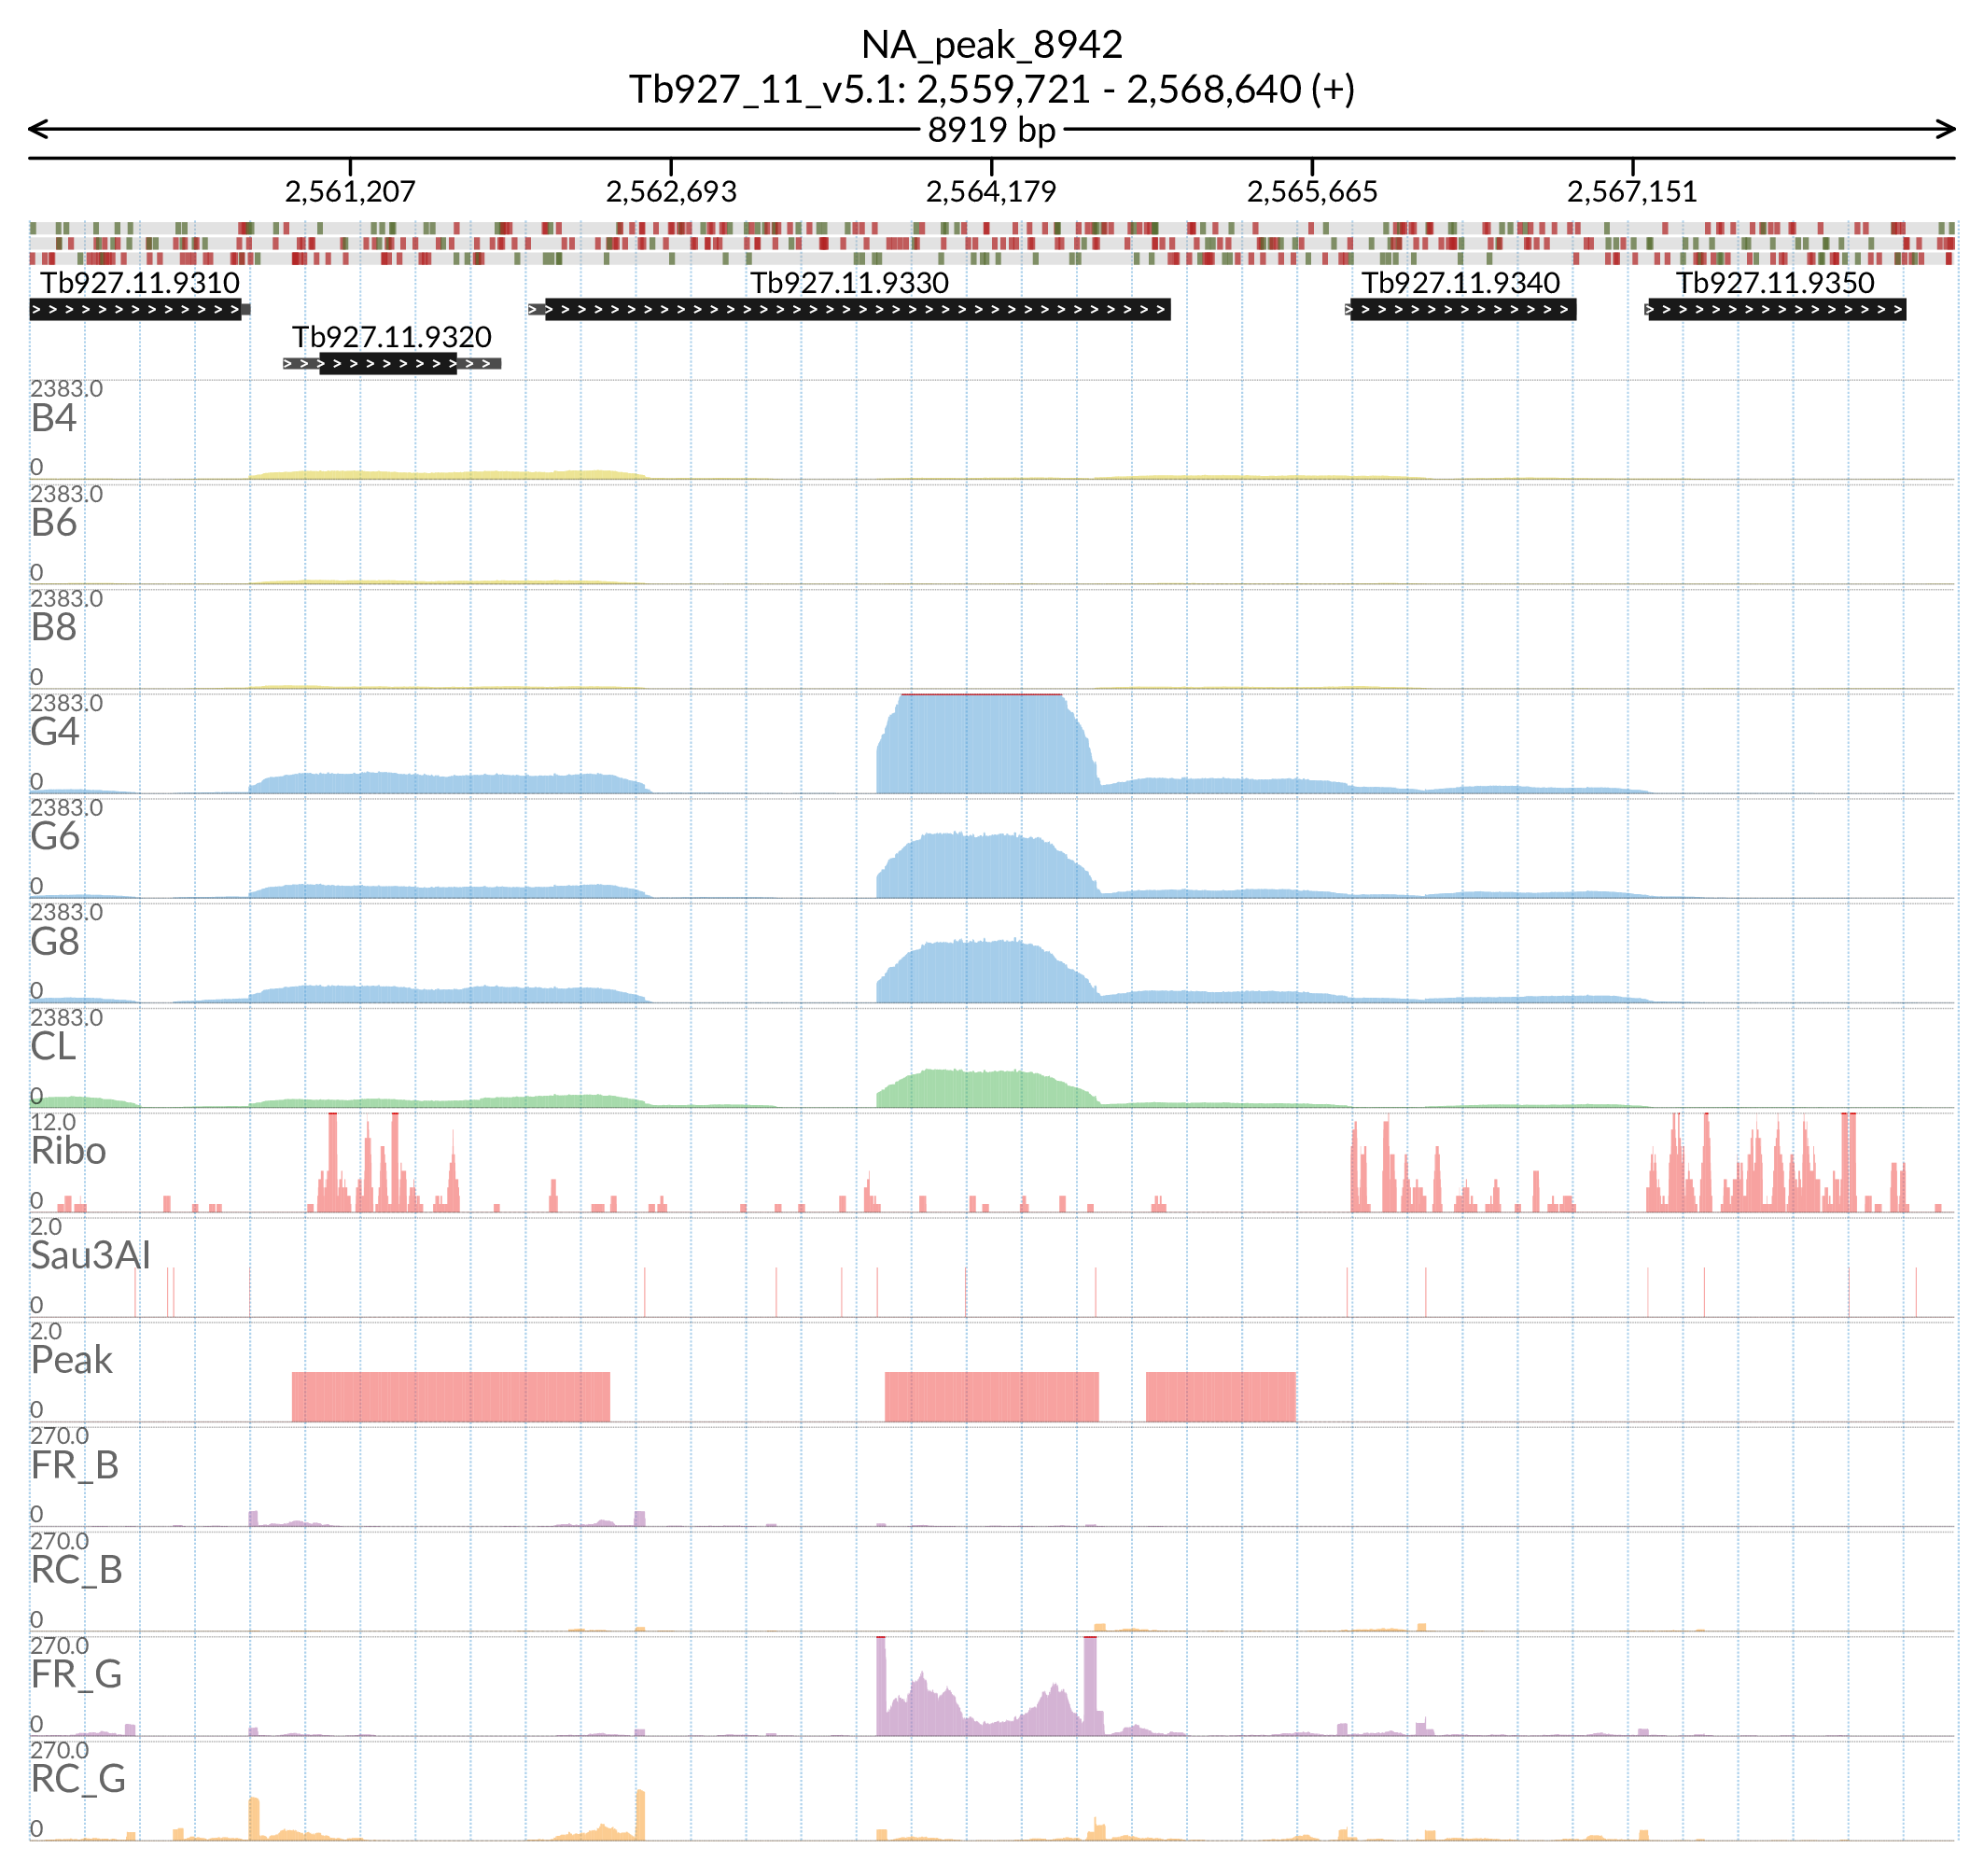 NA_peak_8942
Tb927_11_v5.1: 2,559,721 - 2,568,640 (+)
8919 bp
2,561,207 2,562,693 2,564,179 2,565,665 2,567,151
Tb927.11.9310 Tb927.11.9330 Tb927.11.9340 Tb927.11.9350
Tb927.11.9320
2383.0
B4
0
2383.0
B6
0
2383.0
B8
0
2383.0
G4
0
2383.0
G6
0
2383.0
G8
0
2383.0
CL
0
12.0
Ribo
0
2.0
Sau3AI
0
2.0
Peak
0
270.0
FR_B
0
270.0
RC_B
0
270.0
FR_G
0
270.0
RC_G
0